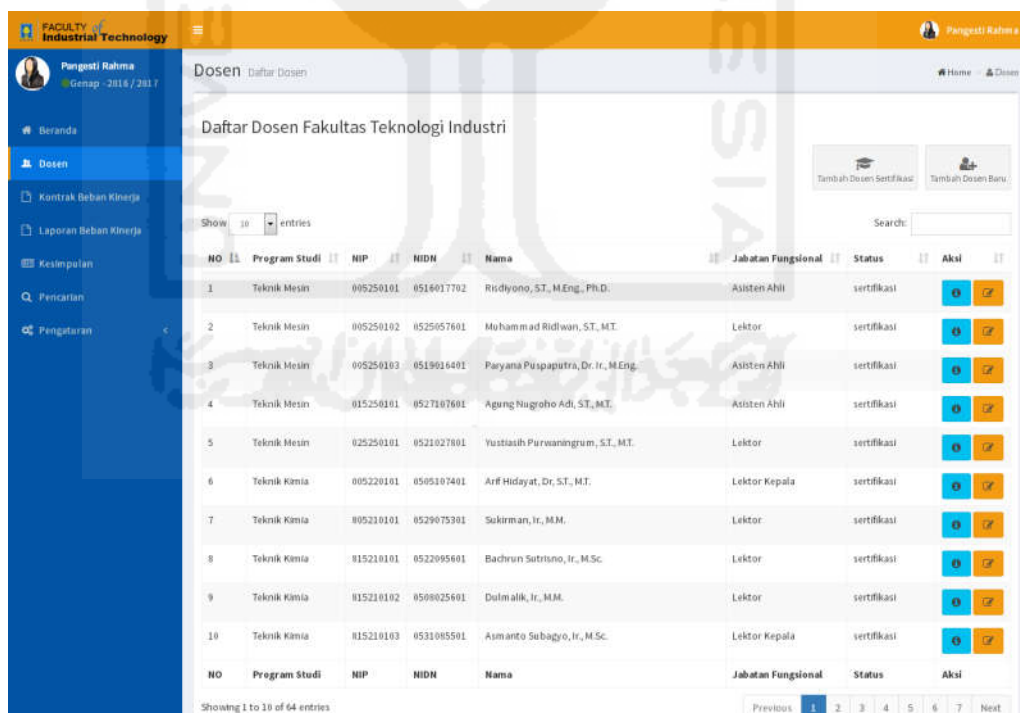 FACULTY of
Industrial Technology
Pangesti Rahma
Pangesti Rahma
Genap - 2016 / 2017
Dosen Daftar Dosen
Home
Dosen
Beranda
Dosen
Kontrak Beban Kinerja
Laporan Beban Kinerja
Kesimpulan
Pencarian
Pengaturan
Daftar Dosen Fakultas Teknologi Industri
Tambah Dosen Sertifikasi
Tambah Dosen Baru
Show 10 entries
Search:
NO Program Studi NIP NIDN Nama Jabatan Fungsional Status Aksi
1 Teknik Mesin 005250101 0516017702 Risdiyono, S.T., M.Eng., Ph.D. Asisten Ahli sertifikasi
2 Teknik Mesin 005250102 0525057601 Muhammad Ridlwan, S.T., M.T. Lektor sertifikasi
3 Teknik Mesin 005250103 0519016401 Paryana Puspaputra, Dr. Ir., M.Eng. Asisten Ahli sertifikasi
4 Teknik Mesin 015250101 0527107601 Agung Nugroho Adi, S.T., M.T. Asisten Ahli sertifikasi
5 Teknik Mesin 025250101 0521027801 Yustiasih Purwaningrum, S.T., M.T. Lektor sertifikasi
6 Teknik Kimia 005220101 0505107401 Arif Hidayat, Dr, S.T., M.T. Lektor Kepala sertifikasi
7 Teknik Kimia 805210101 0529075301 Sukirman, Ir., M.M. Lektor sertifikasi
8 Teknik Kimia 815210101 0522095601 Bachrun Sutrisno, Ir., M.Sc. Lektor sertifikasi
9 Teknik Kimia 815210102 0508025601 Dulmalik, Ir., M.M. Lektor sertifikasi
10 Teknik Kimia 815210103 0531085501 Asmanto Subagyo, Ir., M.Sc. Lektor Kepala sertifikasi
NO Program Studi NIP NIDN Nama Jabatan Fungsional Status Aksi
Showing 1 to 10 of 64 entries
Previous 1 2 3 4 5 6 7 Next